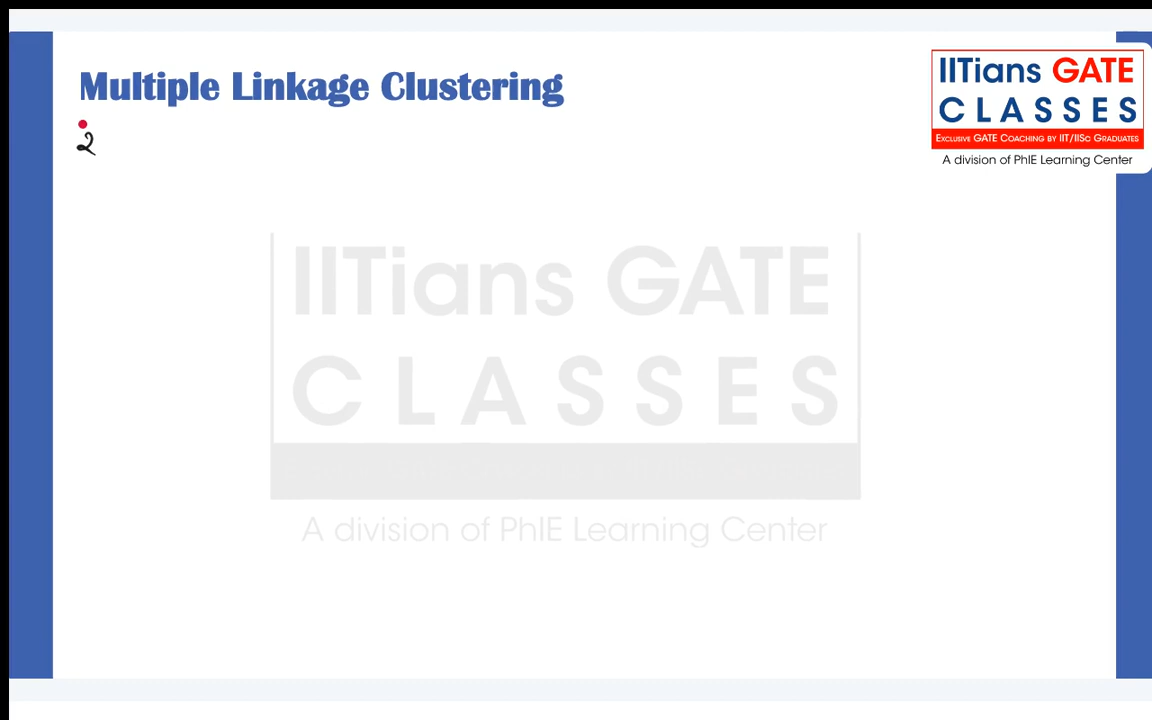 Multiple Linkage Clustering
IITians GATE
CLASSES
EXCLUSIVE GATE COACHING BY IIT/IISC GRADUATES
A division of PhIE Learning Center
IITians GATE
CLASSES
A division of PhIE Learning Center